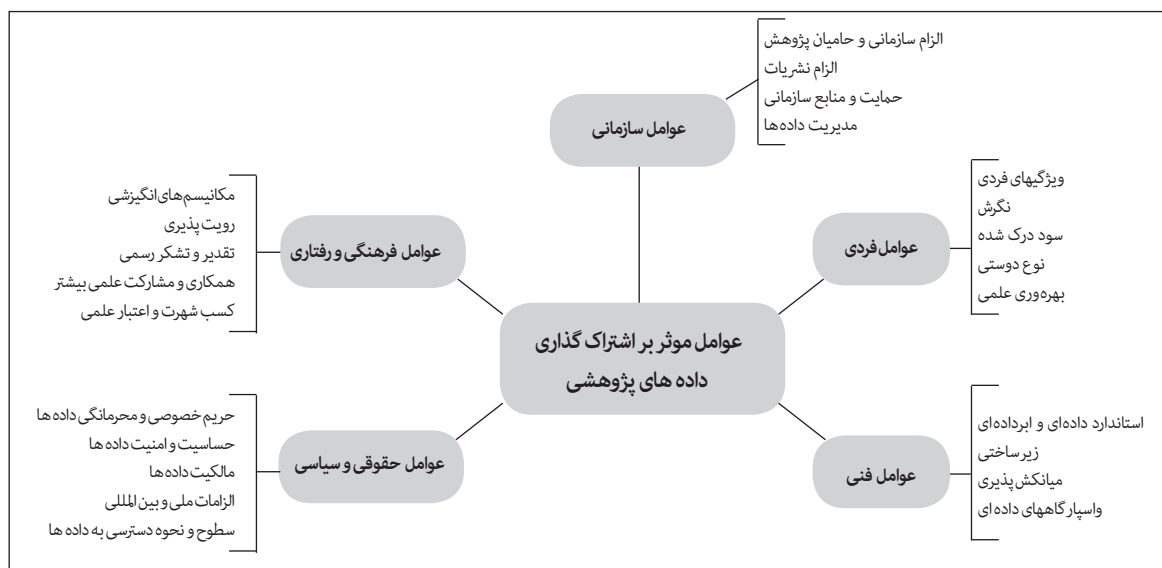 الزام سازمانی و حامیان پژوهش
الزام نشریات
حمایت و منابع سازمانی
مدیریت داده‌ها
عوامل سازمانی
ویژگیهای فردی
نگرش
سود درک شده
نوع دوستی
بهره‌وری علمی
عوامل فردی
مکانیسم‌های انگیزشی
رویت پذیری
تقدیر و تشکر رسمی
همکاری و مشارکت علمی بیشتر
کسب شهرت و اعتبار علمی
عوامل فرهنگی و رفتاری
عوامل موثر بر اشتراک گذاری
داده های پژوهشی
استاندارد داده‌ای و ابرداده‌ای
زیرساختی
میانکش پذیری
واسپارگاههای داده ای
عوامل فنی
حریم خصوصی و محرمانگی داده ها
حساسیت و امنیت داده ها
مالکیت داده‌ها
الزامات ملی و بین المللی
سطوح و نحوه دسترسی به داده ها
عوامل حقوقی و سیاسی